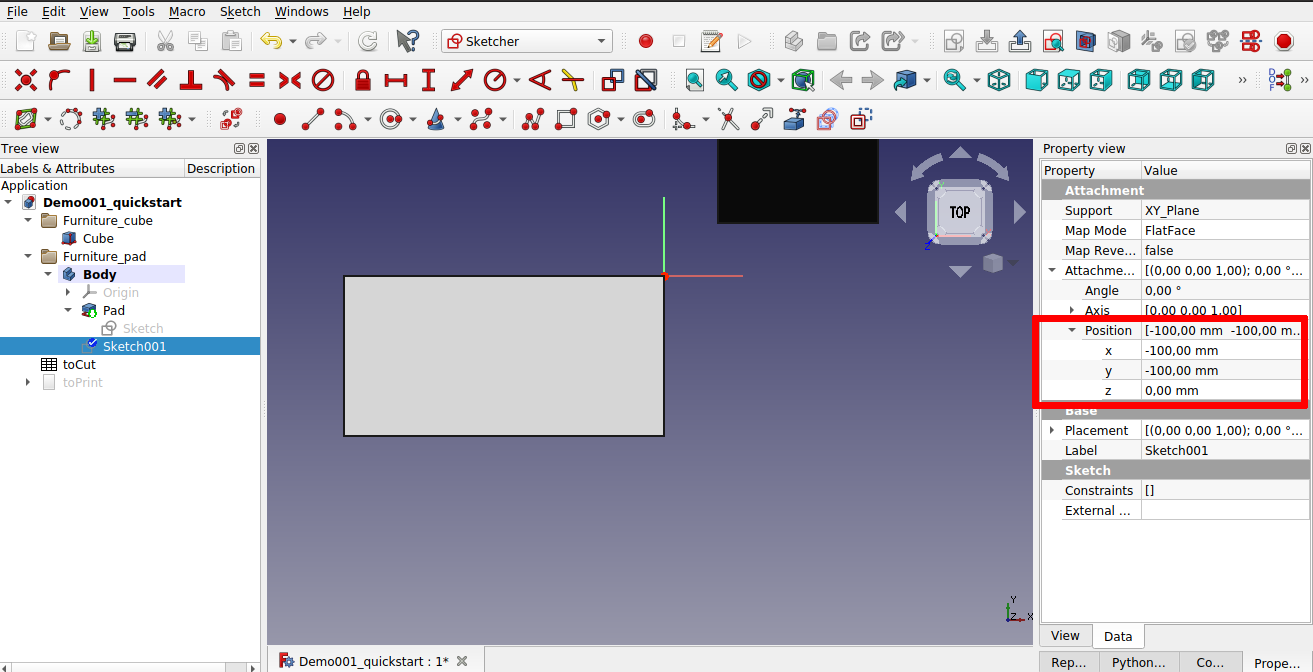 File Edit View Tools Macro Sketch Windows Help
Sketcher
Tree view
Labels & Attributes Description
Application
Demo001_quickstart
Furniture_cube
Cube
Furniture_pad
Body
Origin
Pad
Sketch
Sketch001
toCut
toPrint
TOP
Z
Y
Z X
Demo001_quickstart : 1*
Property view
Property Value
Attachment
Support XY_Plane
Map Mode FlatFace
Map Reve... false
Attachme... [(0,00 0,00 1,00); 0,00 °...
Angle 0,00 °
Axis [0,00 0,00 1,00]
Position [-100,00 mm -100,00 m...
x -100,00 mm
y -100,00 mm
z 0,00 mm
Base
Placement [(0,00 0,00 1,00); 0,00 °...
Label Sketch001
Sketch
Constraints []
External ...
View Data
Rep... Python... Co... Prope...